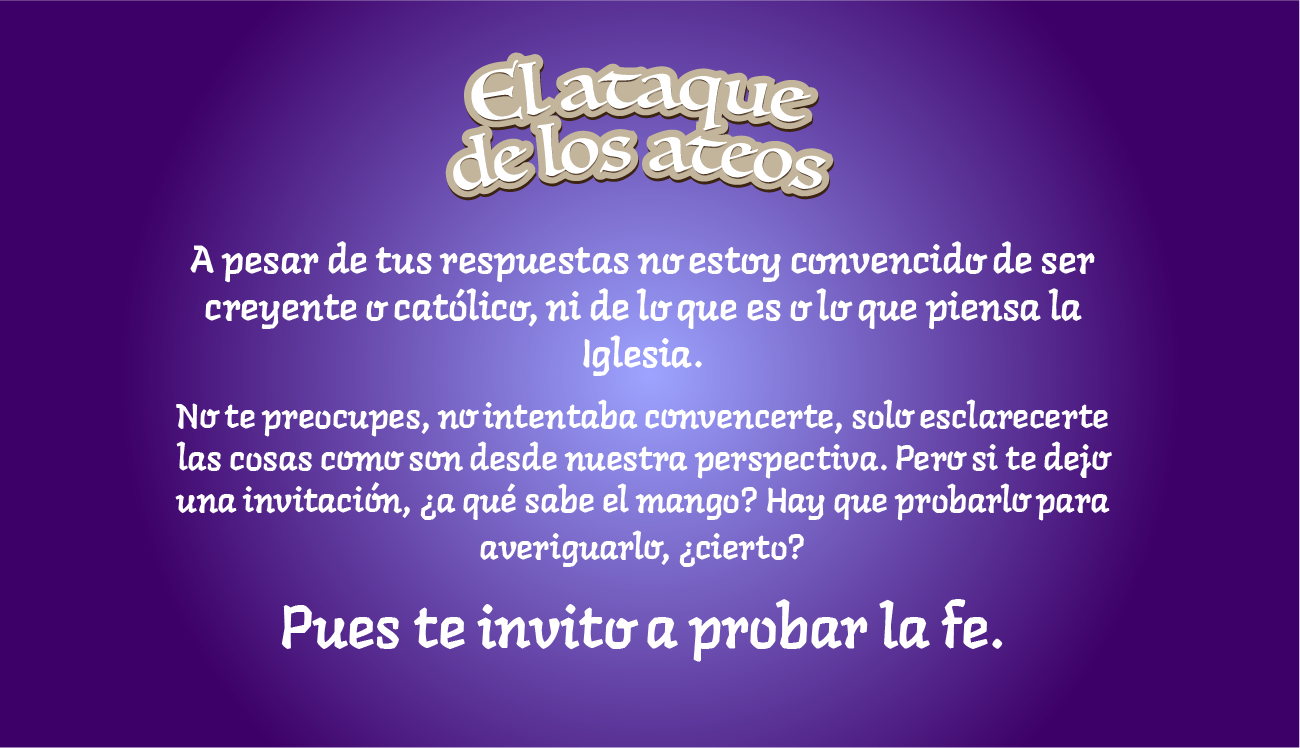 El ataque
de los ateos
A pesar de tus respuestas no estoy convencido de ser
creyente o católico, ni de lo que es o lo que piensa la
Iglesia.
No te preocupes, no intentaba convencerte, solo esclarecerte
las cosas como son desde nuestra perspectiva. Pero si te dejo
una invitación, ¿a qué sabe el mango? Hay que probarlo para
averiguarlo, ¿cierto?
Pues te invito a probar la fe.